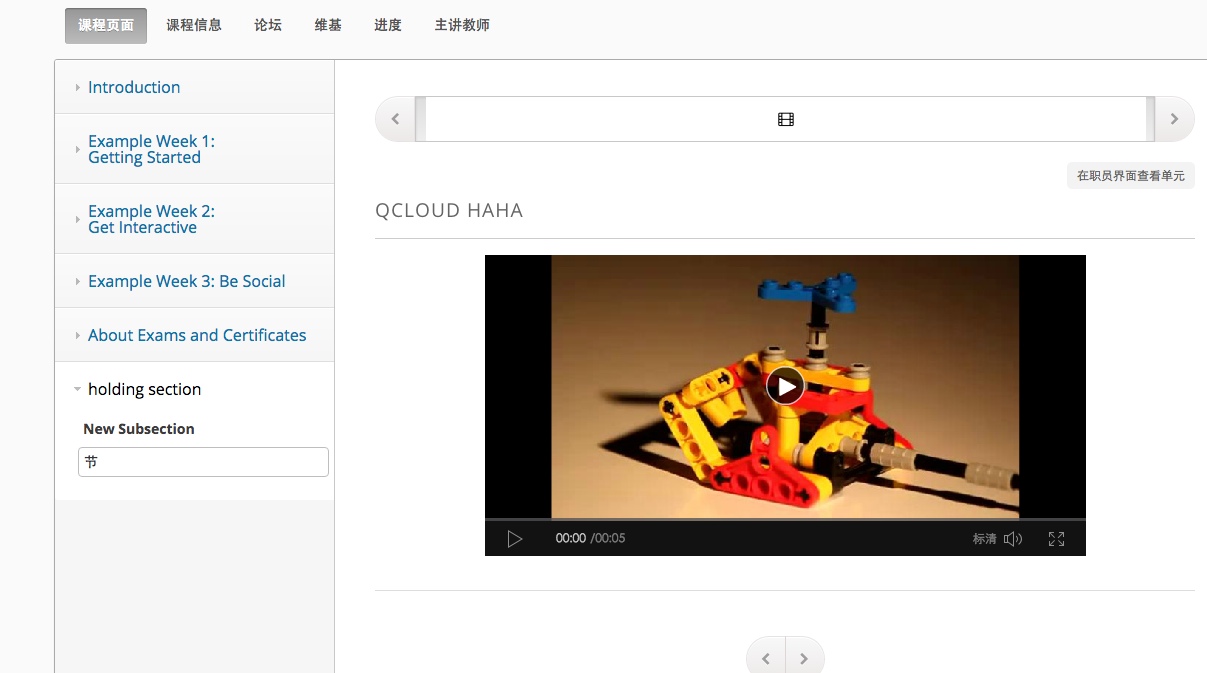 课程页面 课程信息 论坛 维基 进度 主讲教师
Introduction
Example Week 1:
Getting Started
Example Week 2:
Get Interactive
Example Week 3: Be Social
About Exams and Certificates
holding section
New Subsection
节
在职员界面查看单元
QCLOUD HAHA
00:00 /00:05 标清